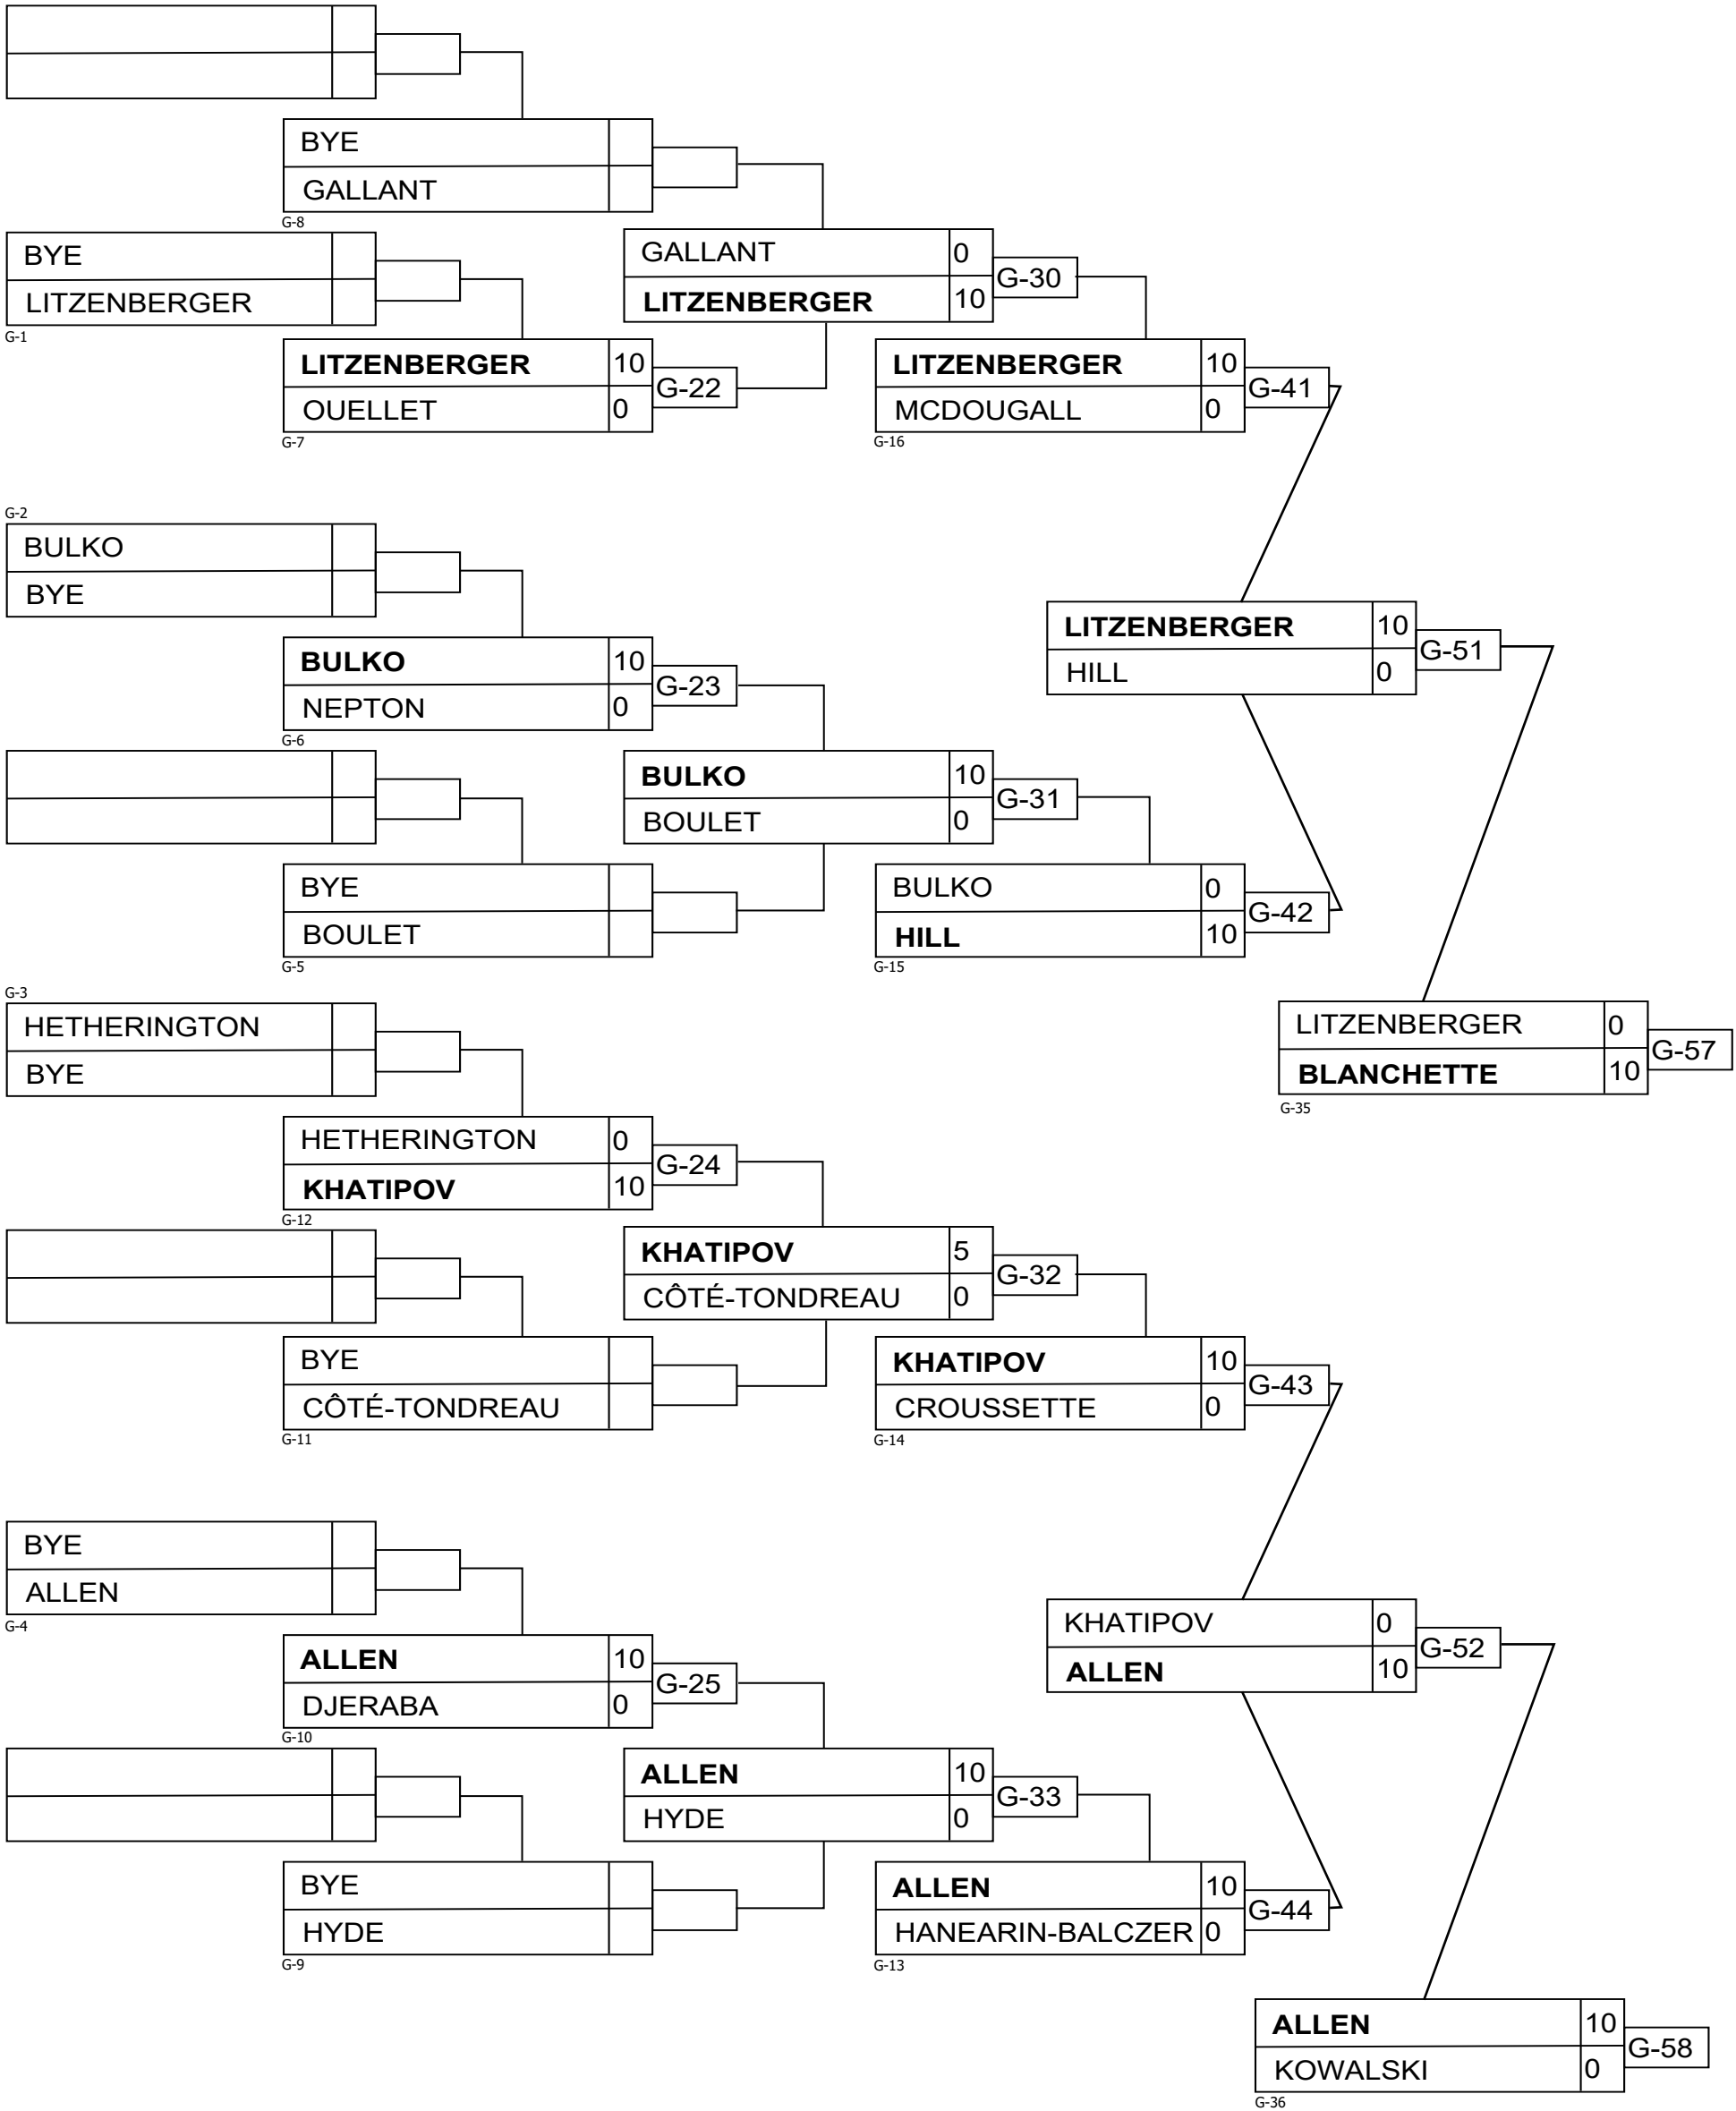 BYE
GALLANT
G-8
BYE
LITZENBERGER
G-1
GALLANT 0
LITZENBERGER 10
G-30
LITZENBERGER 10
OUELLET 0
G-22
G-7
LITZENBERGER 10
MCDOUGALL 0
G-41
G-16
G-2
BULKO
BYE
LITZENBERGER 10
HILL 0
G-51
BULKO 10
NEPTON 0
G-23
G-6
BULKO 10
BOULET 0
G-31
BYE
BOULET
G-5
BULKO 0
HILL 10
G-42
G-15
G-3
HETHERINGTON
BYE
LITZENBERGER 0
BLANCHETTE 10
G-57
G-35
HETHERINGTON 0
KHATIPOV 10
G-24
G-12
KHATIPOV 5
CÔTÉ-TONDREAU 0
G-32
BYE
CÔTÉ-TONDREAU
G-11
KHATIPOV 10
CROUSSETTE 0
G-43
G-14
BYE
ALLEN
G-4
KHATIPOV 0
ALLEN 10
G-52
ALLEN 10
DJERABA 0
G-25
G-10
ALLEN 10
HYDE 0
G-33
BYE
HYDE
G-9
ALLEN 10
HANEARIN-BALCZER 0
G-44
G-13
ALLEN 10
KOWALSKI 0
G-58
G-36